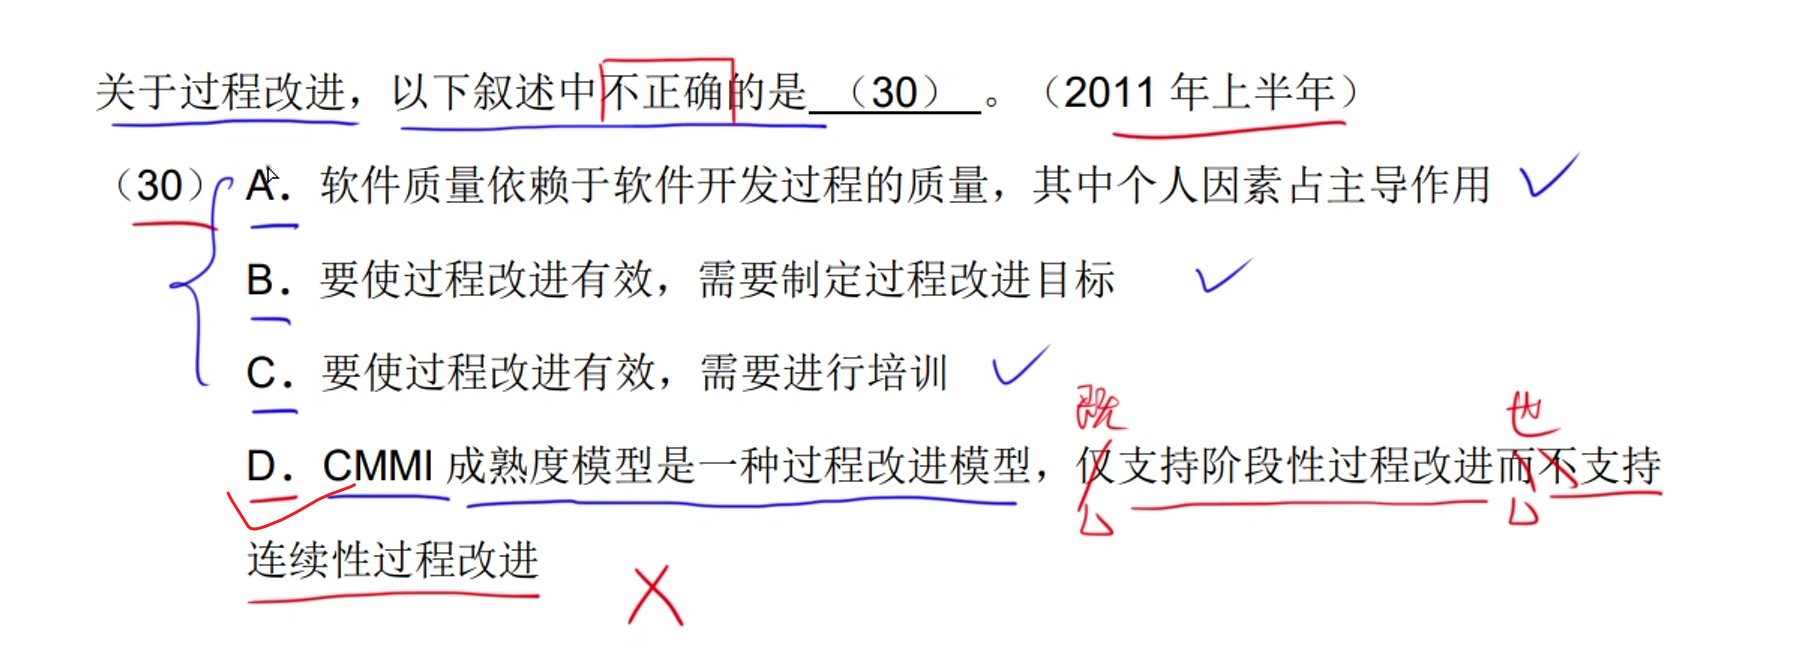 关于过程改进，以下叙述中不正确的是 （30） 。（2011 年上半年）
（30） A. 软件质量依赖于软件开发过程的质量，其中个人因素占主导作用
B. 要使过程改进有效，需要制定过程改进目标
C. 要使过程改进有效，需要进行培训
既 也
D. CMMI 成熟度模型是一种过程改进模型，仅支持阶段性过程改进而不支持
连续性过程改进